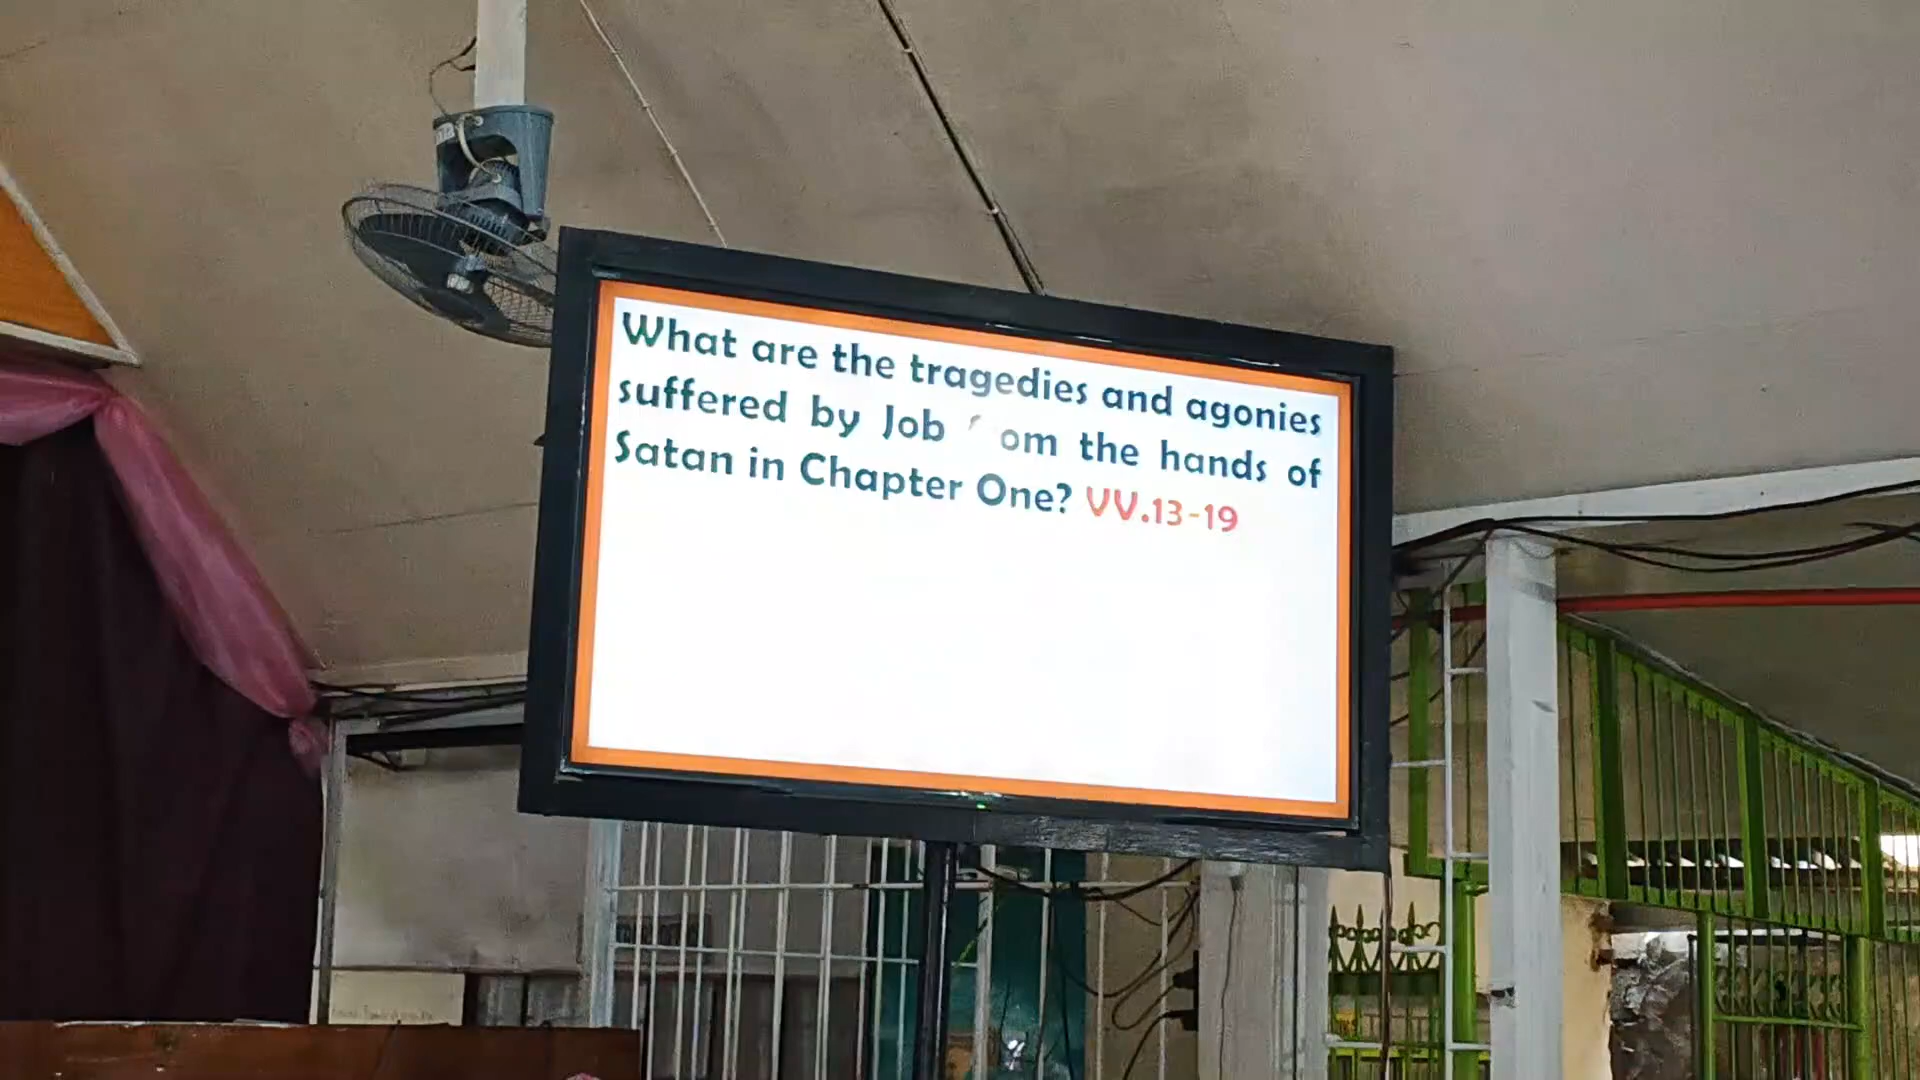 What are the tragedies and agonies
suffered by Job om the hands of
Satan in Chapter One? VV.13-19